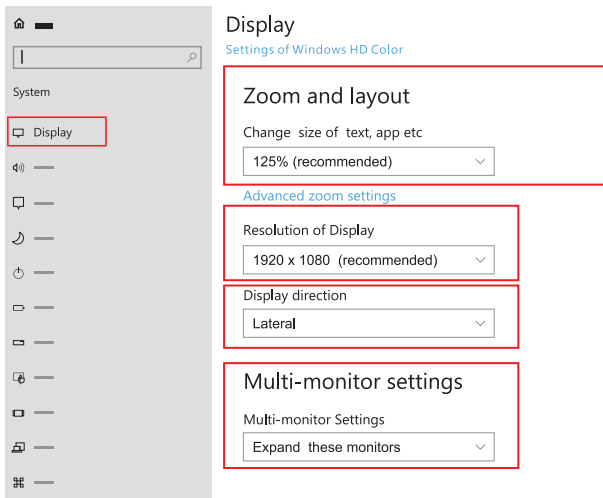 System
Display
Display
Settings of Windows HD Color
Zoom and layout
Change size of text, app etc
125% (recommended)
Advanced zoom settings
Resolution of Display
1920 x 1080 (recommended)
Display direction
Lateral
Multi-monitor settings
Multi-monitor Settings
Expand these monitors